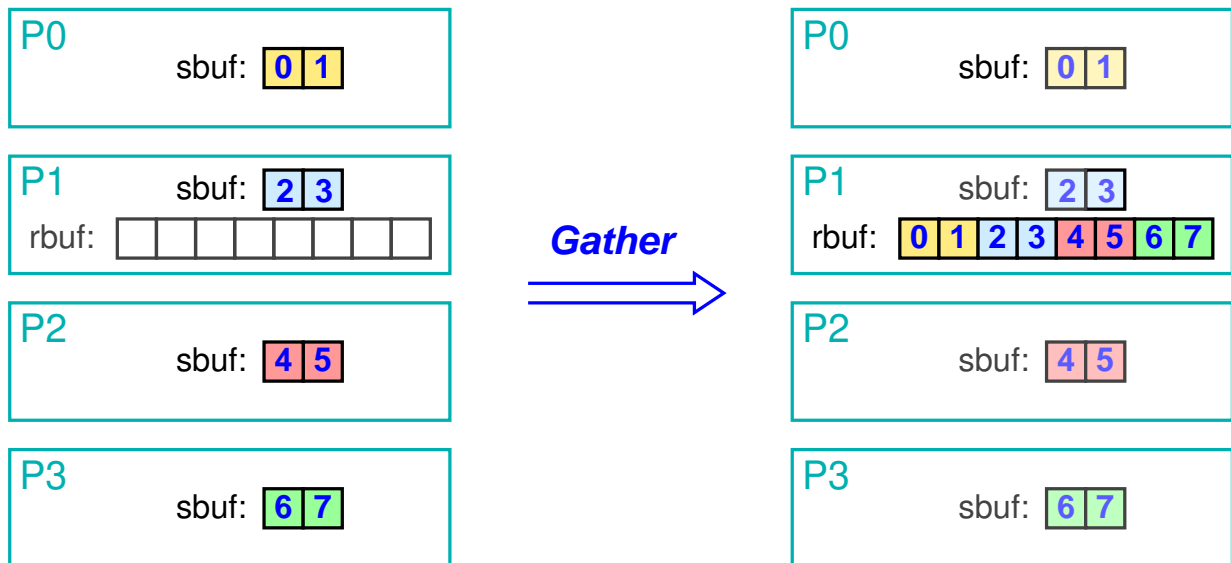 P0
sbuf: 0 1
P1
sbuf: 2 3
rbuf:
P2
sbuf: 4 5
P3
sbuf: 6 7
Gather
P0
sbuf: 0 1
P1
sbuf: 2 3
rbuf: 0 1 2 3 4 5 6 7
P2
sbuf: 4 5
P3
sbuf: 6 7